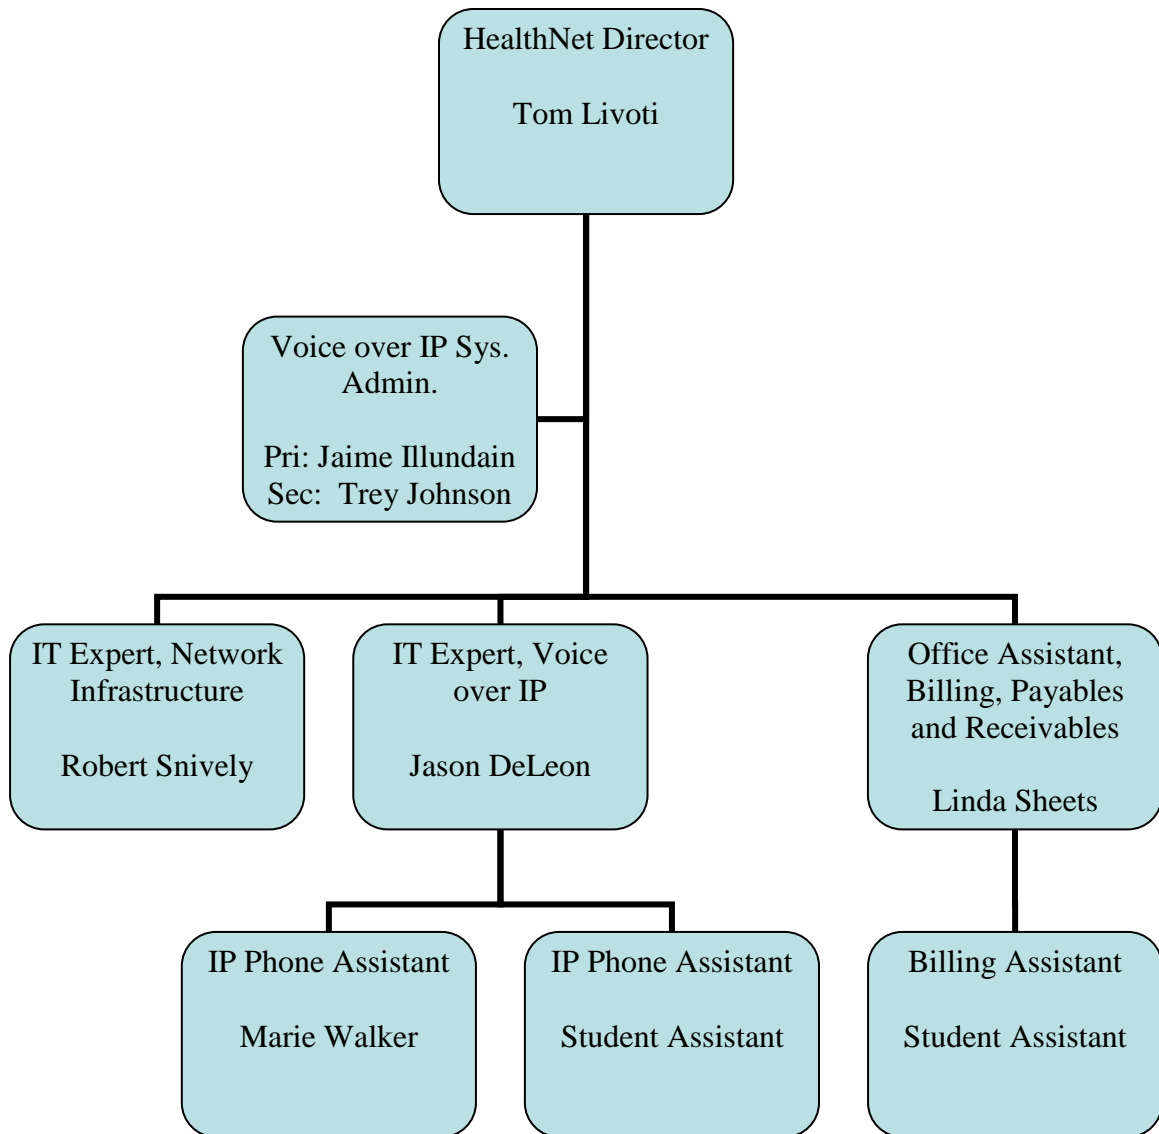 HealthNet Director
Tom Livoti
Voice over IP Sys.
Admin.
Pri: Jaime Illundain
Sec:  Trey Johnson
IT Expert, Network
Infrastructure
Robert Snively
IT Expert, Voice
over IP
Jason DeLeon
Office Assistant,
Billing, Payables
and Receivables
Linda Sheets
IP Phone Assistant
Marie Walker
IP Phone Assistant
Student Assistant
Billing Assistant
Student Assistant